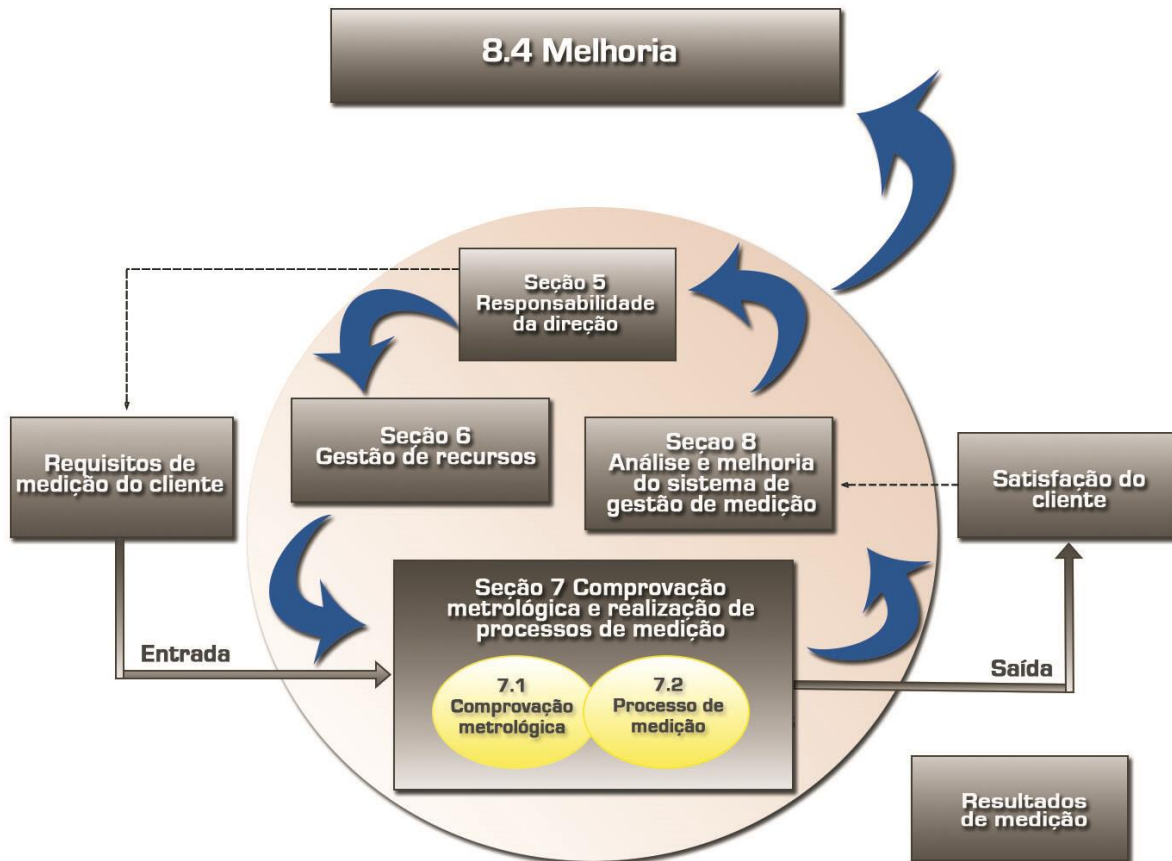 8.4 Melhoria
Seção 5
Responsabilidade
da direção
Seção 6
Gestão de recursos
Seçao 8
Análise e melhoria
do sistema de
gestão de medição
Requisitos de
medição do cliente
Satisfação do
cliente
Seção 7 Comprovação
metrológica e realização de
processos de medição
Entrada
Saída
7.1
Comprovação
metrológica
7.2
Processo de
medição
Resultados
de medição